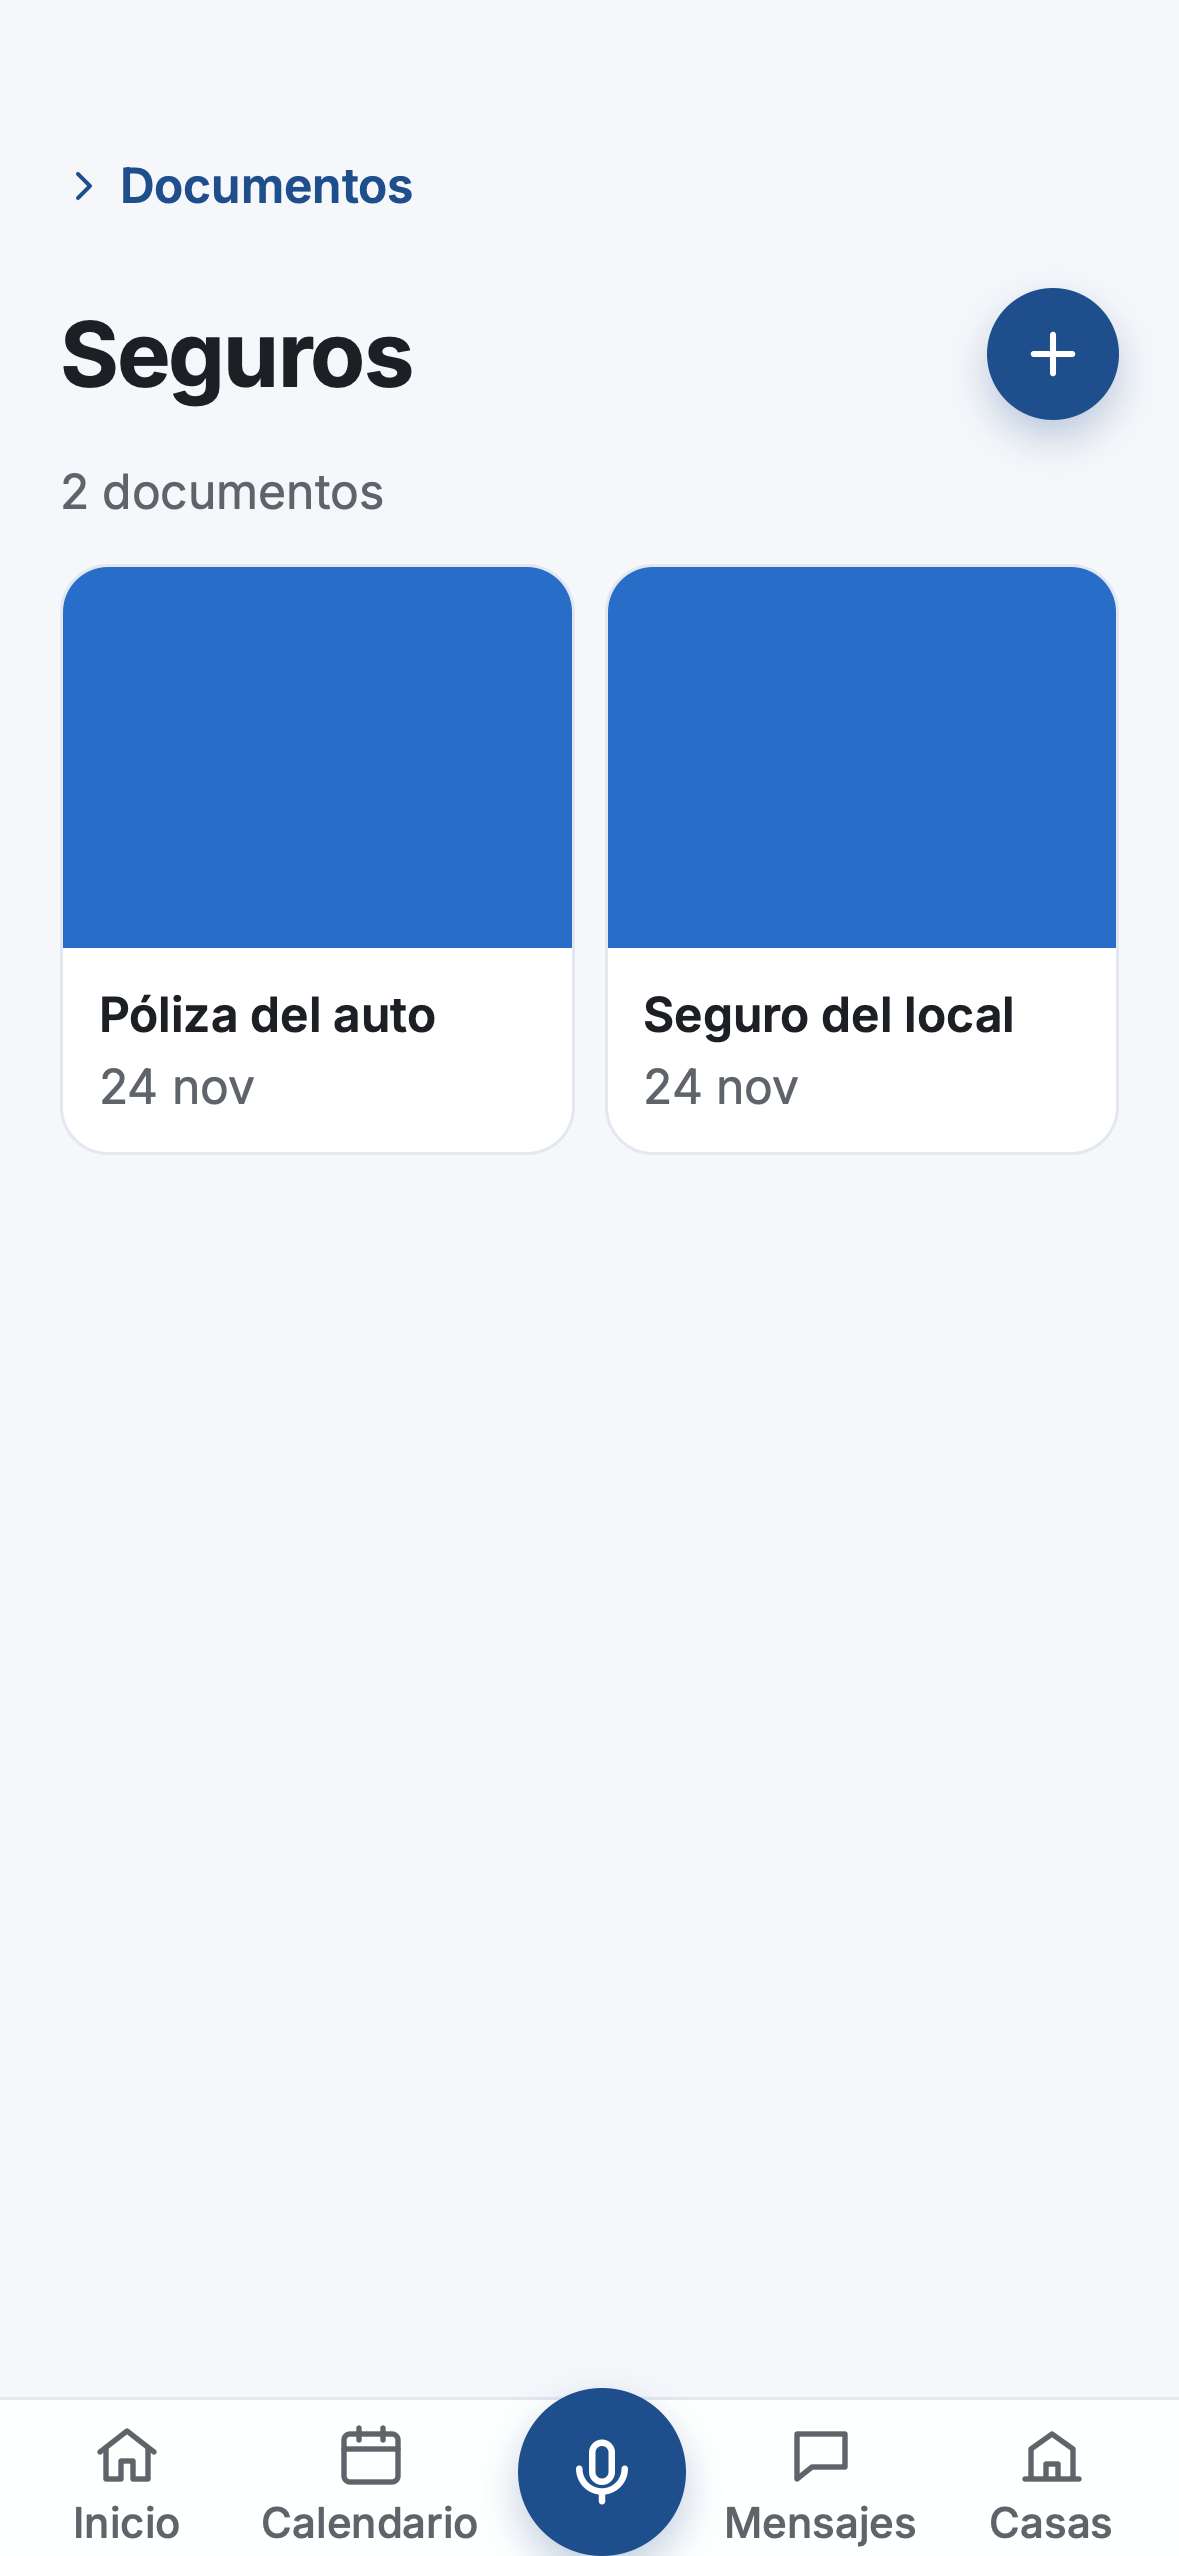 Documentos
Seguros
2 documentos
Póliza del auto
24 nov
Seguro del local
24 nov
Inicio
Calendario
Mensajes
Casas